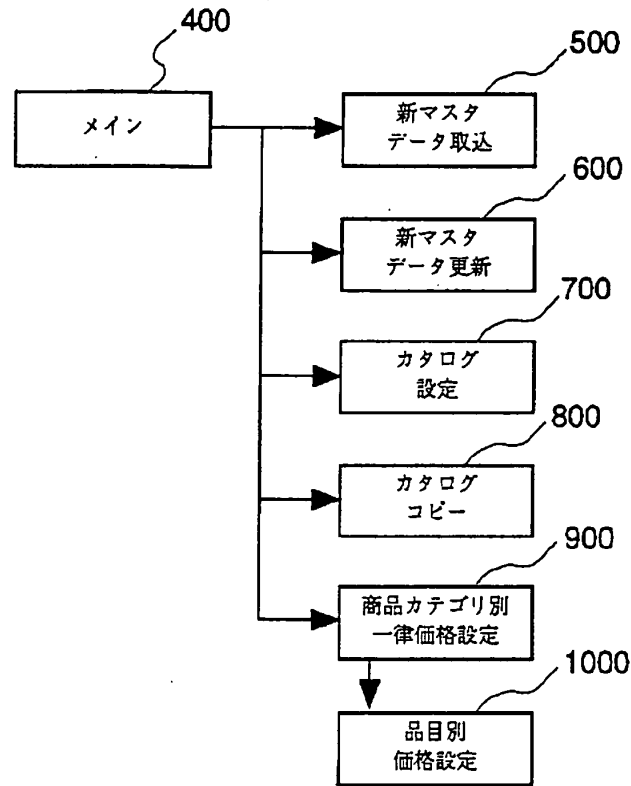 400
メイン
500
新マスタ
データ取込
600
新マスタ
データ更新
700
カタログ
設定
800
カタログ
コピー
900
商品カテゴリ別
一律価格設定
1000
品目別
価格設定